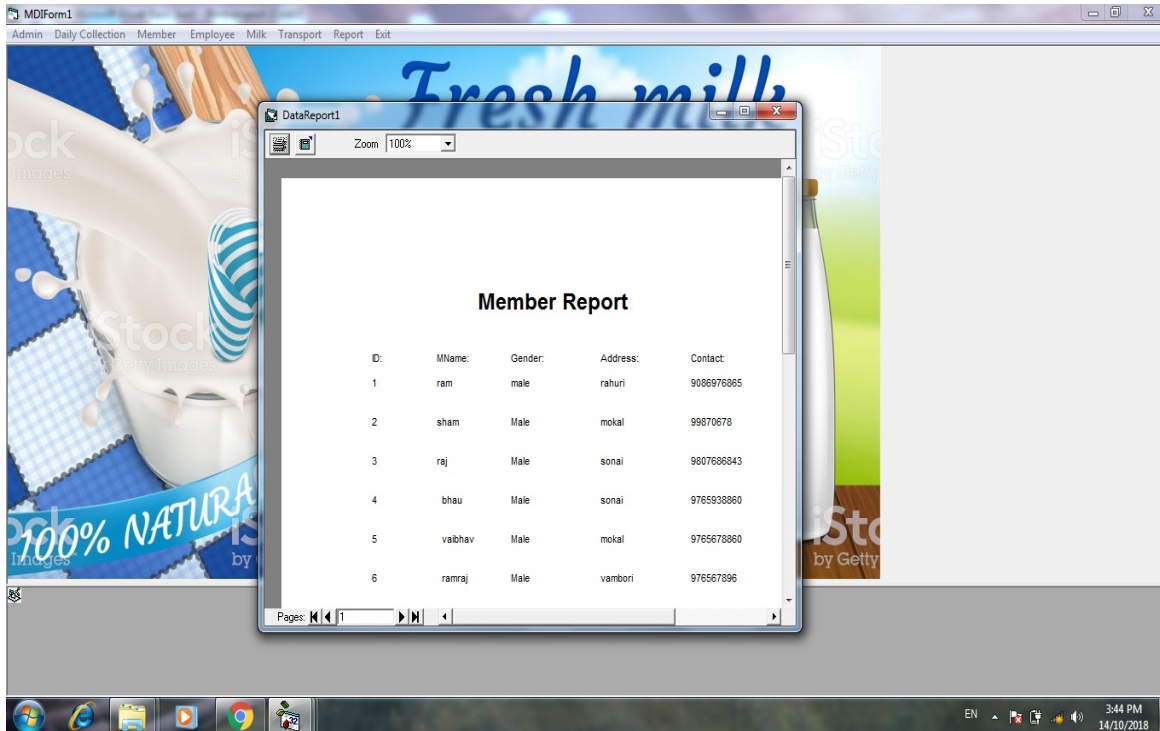 MDIForm1
Admin Daily Collection Member Employee Milk Transport Report Exit
Fresh milk
DataReport1
Zoom 100%
Member Report
ID: MName: Gender: Address: Contact:
1 ram male rahuri 9086976865
2 sham Male mokal 99870678
3 raj Male sonai 9807686843
4 bhau Male sonai 9765938860
5 vaibhav Male mokal 9765678860
6 ramraj Male vambori 976567896
Pages: 1
iStock
by Getty Images
100% NATURA
by Getty
EN
3:44 PM
14/10/2018